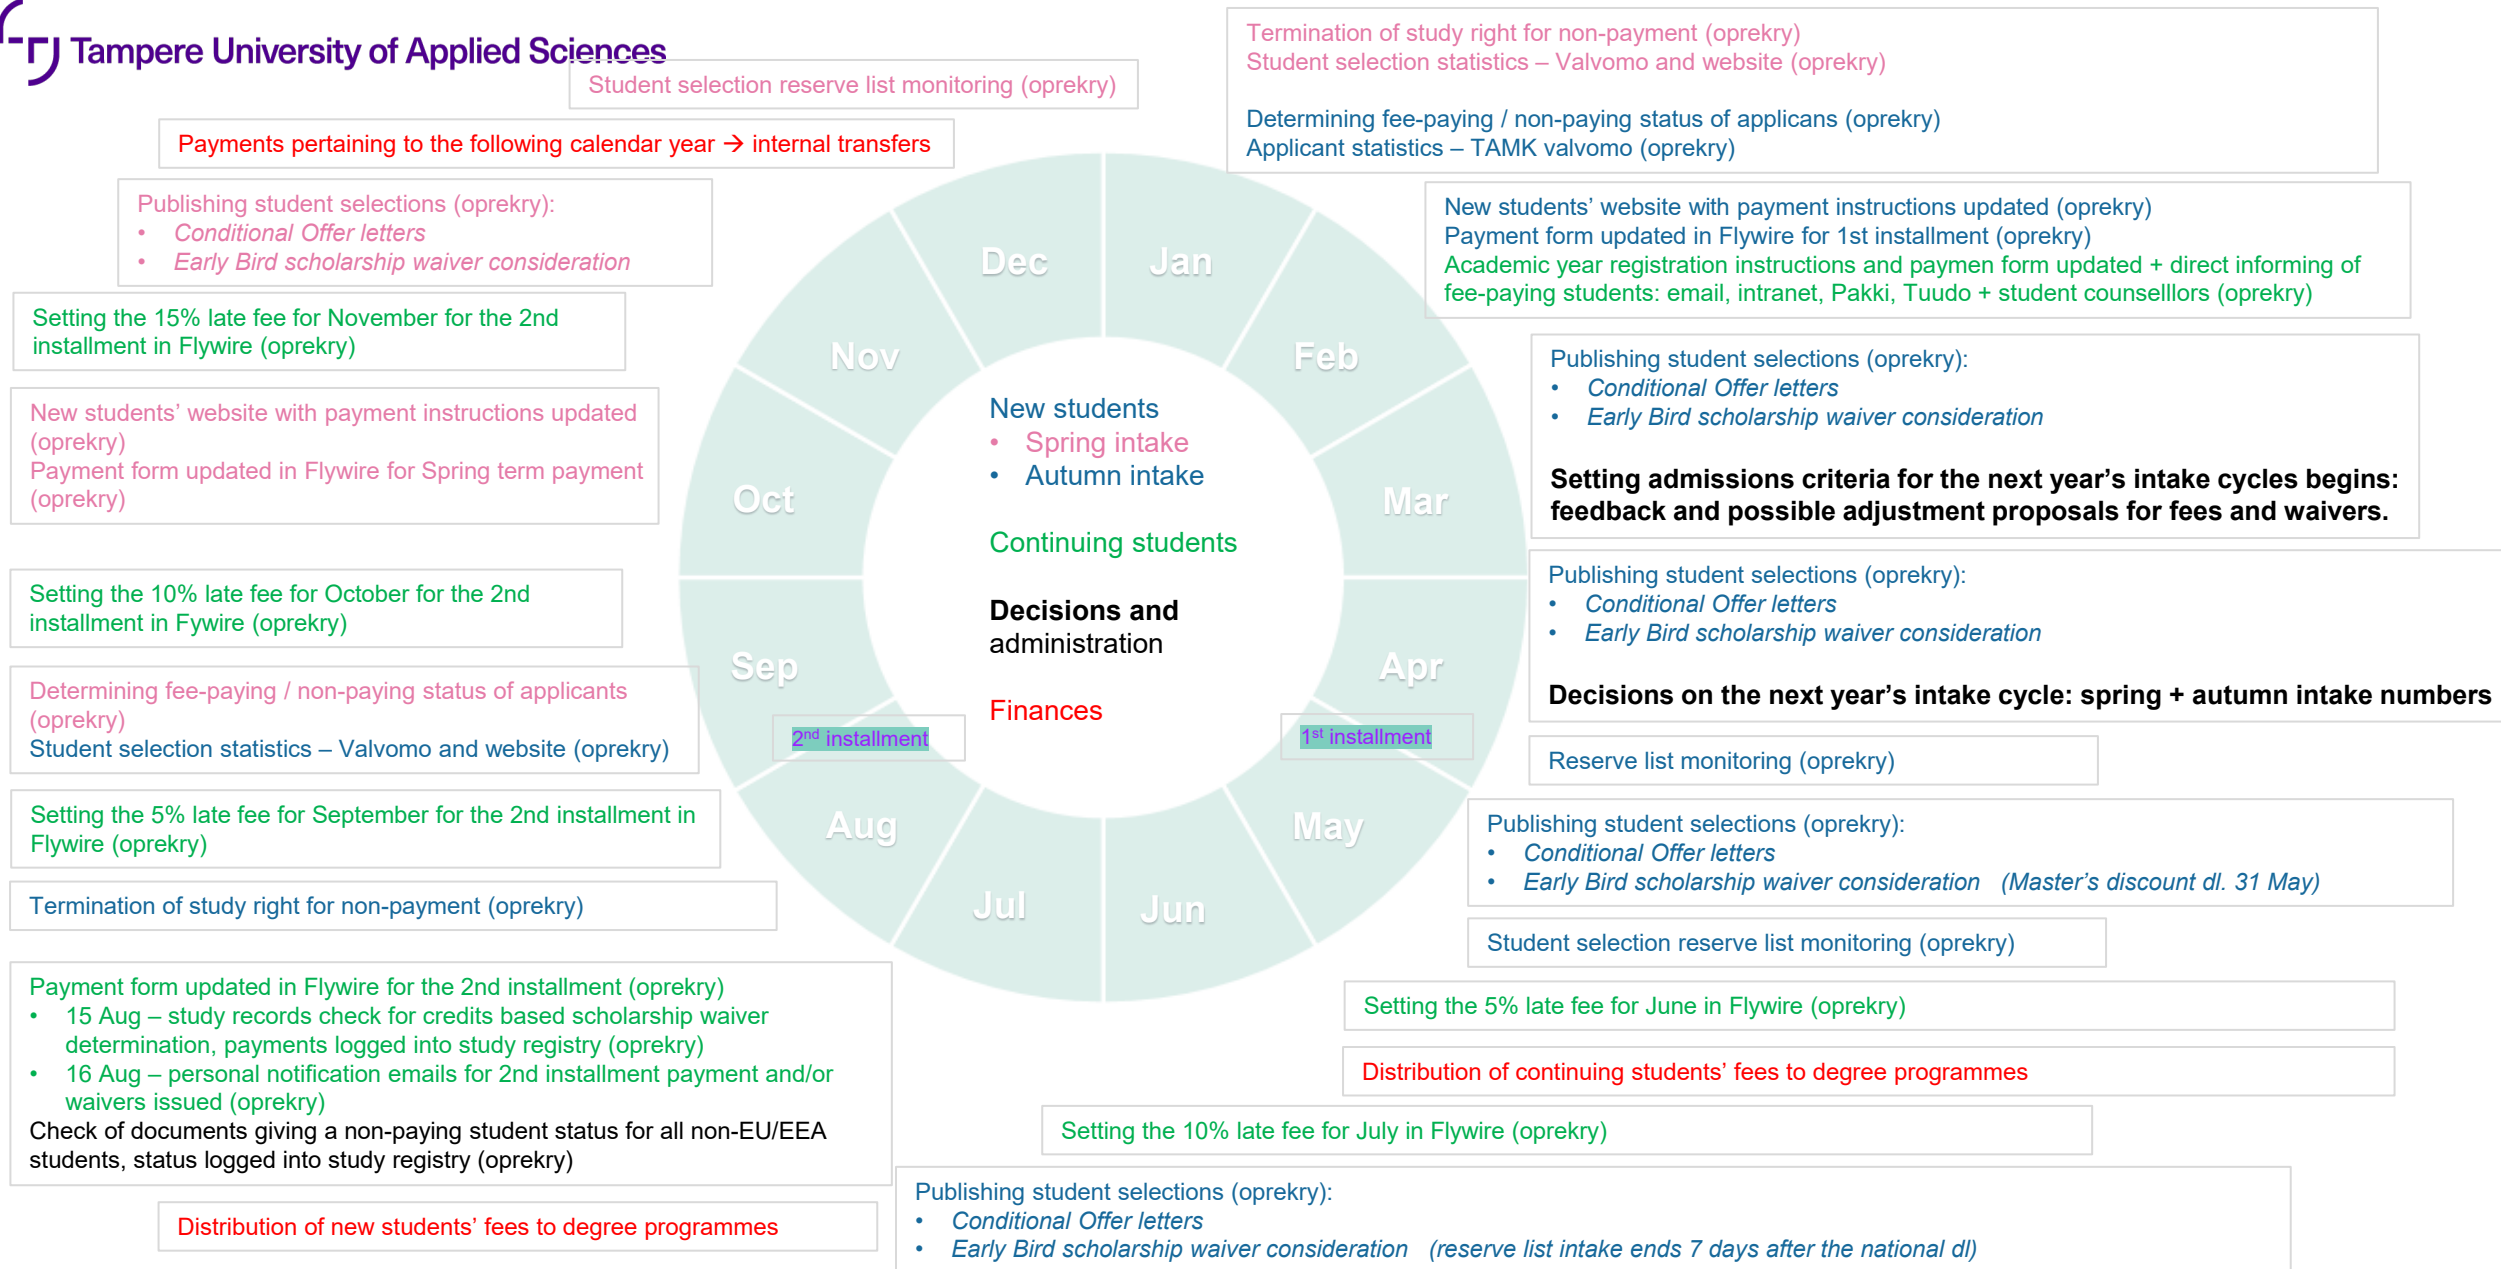 Tampere University of Applied Sciences
Student selection reserve list monitoring (oprekry)
Payments pertaining to the following calendar year → internal transfers
Publishing student selections (oprekry):
• Conditional Offer letters
• Early Bird scholarship waiver consideration
Setting the 15% late fee for November for the 2nd
installment in Flywire (oprekry)
New students’ website with payment instructions updated
(oprekry)
Payment form updated in Flywire for Spring term payment
(oprekry)
Setting the 10% late fee for October for the 2nd
installment in Fywire (oprekry)
Determining fee-paying / non-paying status of applicants
(oprekry)
Student selection statistics – Valvomo and website (oprekry)
Setting the 5% late fee for September for the 2nd installment in
Flywire (oprekry)
Termination of study right for non-payment (oprekry)
Payment form updated in Flywire for the 2nd installment (oprekry)
• 15 Aug – study records check for credits based scholarship waiver
determination, payments logged into study registry (oprekry)
• 16 Aug – personal notification emails for 2nd installment payment and/or
waivers issued (oprekry)
Check of documents giving a non-paying student status for all non-EU/EEA
students, status logged into study registry (oprekry)
Distribution of new students’ fees to degree programmes
Dec
Jan
Nov
Feb
Oct
Mar
Sep
Apr
Aug
May
Jul
Jun
New students
• Spring intake
• Autumn intake
Continuing students
Decisions and
administration
Finances
2nd installment
1st installment
Termination of study right for non-payment (oprekry)
Student selection statistics – Valvomo and website (oprekry)
Determining fee-paying / non-paying status of applicans (oprekry)
Applicant statistics – TAMK valvomo (oprekry)
New students’ website with payment instructions updated (oprekry)
Payment form updated in Flywire for 1st installment (oprekry)
Academic year registration instructions and paymen form updated + direct informing of
fee-paying students: email, intranet, Pakki, Tuudo + student counselllors (oprekry)
Publishing student selections (oprekry):
• Conditional Offer letters
• Early Bird scholarship waiver consideration
Setting admissions criteria for the next year’s intake cycles begins:
feedback and possible adjustment proposals for fees and waivers.
Publishing student selections (oprekry):
• Conditional Offer letters
• Early Bird scholarship waiver consideration
Decisions on the next year’s intake cycle: spring + autumn intake numbers
Reserve list monitoring (oprekry)
Publishing student selections (oprekry):
• Conditional Offer letters
• Early Bird scholarship waiver consideration (Master’s discount dl. 31 May)
Student selection reserve list monitoring (oprekry)
Setting the 5% late fee for June in Flywire (oprekry)
Distribution of continuing students’ fees to degree programmes
Setting the 10% late fee for July in Flywire (oprekry)
Publishing student selections (oprekry):
• Conditional Offer letters
• Early Bird scholarship waiver consideration (reserve list intake ends 7 days after the national dl)